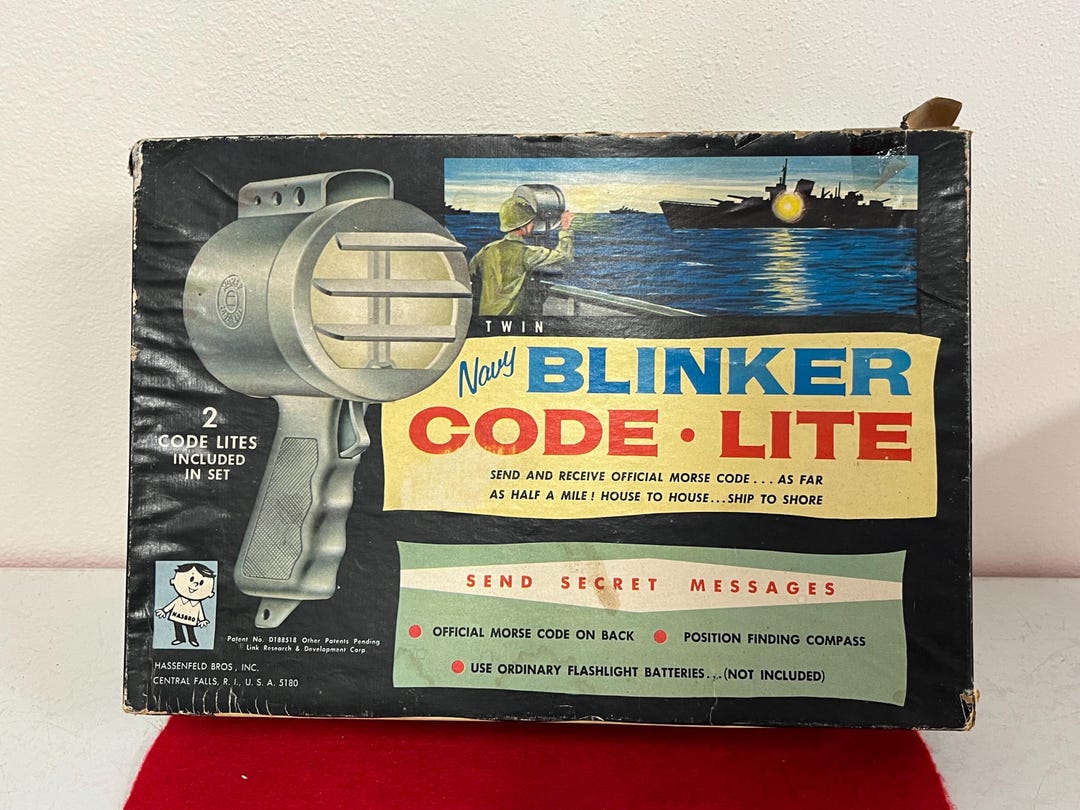 TWIN
Navy BLINKER
CODE · LITE
SEND AND RECEIVE OFFICIAL MORSE CODE... AS FAR
AS HALF A MILE! HOUSE TO HOUSE...SHIP TO SHORE
2
CODE LITES
INCLUDED
IN SET
SEND SECRET MESSAGES
OFFICIAL MORSE CODE ON BACK
POSITION FINDING COMPASS
USE ORDINARY FLASHLIGHT BATTERIES...(NOT INCLUDED)
HASBRO
Patent No. D188518 Other Patents Pending
Link Research & Development Corp.
HASSENFELD BROS., INC.
CENTRAL FALLS, R. I., U. S. A. 5180